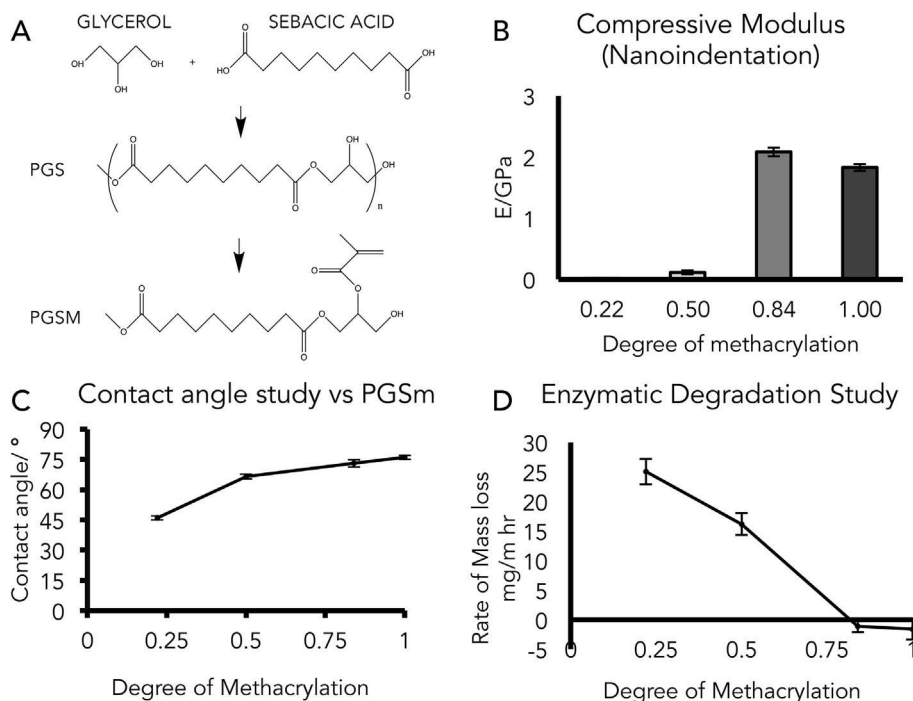 A
GLYCEROL
SEBACIC ACID
OH
OH
OH
+
O
HO
OH
O
PGS
O
O
O
O
OH
OH
n
PGSM
O
O
O
O
O
O
OH
B
Compressive Modulus
(Nanoindentation)
E/GPa
3
2
1
0
0.22 0.50 0.84 1.00
Degree of methacrylation
C
Contact angle study vs PGSm
Contact angle/ °
90
75
60
45
30
15
0
0 0.25 0.5 0.75 1
Degree of Methacrylation
D
Enzymatic Degradation Study
Rate of Mass loss
mg/m hr
30
25
20
15
10
5
0
-5
0 0.25 0.5 0.75 1
Degree of Methacrylation